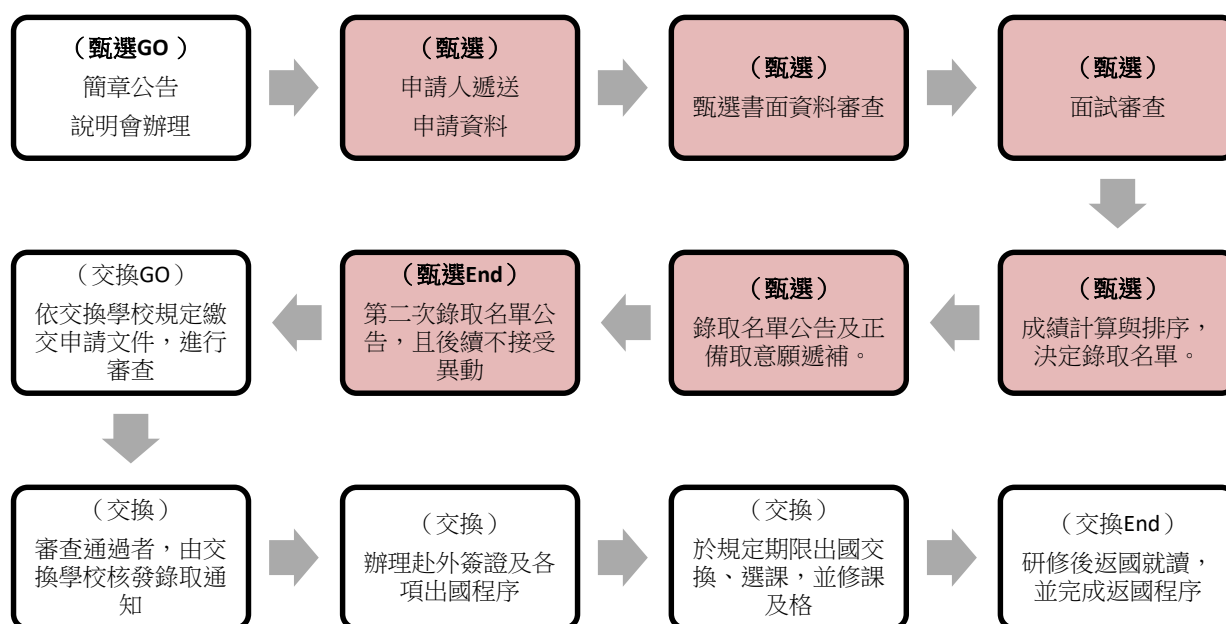 （甄選GO）
簡章公告
說明會辦理
（甄選）
申請人遞送
申請資料
（甄選）
甄選書面資料審查
（甄選）
面試審查
（甄選）
成績計算與排序，
決定錄取名單。
（甄選）
錄取名單公告及正
備取意願遞補。
（甄選End）
第二次錄取名單公
告，且後續不接受
異動
（交換GO）
依交換學校規定繳
交申請文件，進行
審查
（交換）
審查通過者，由交
換學校核發錄取通
知
（交換）
辦理赴外簽證及各
項出國程序
（交換）
於規定期限出國交
換、選課，並修課
及格
（交換End）
研修後返國就讀，
並完成返國程序